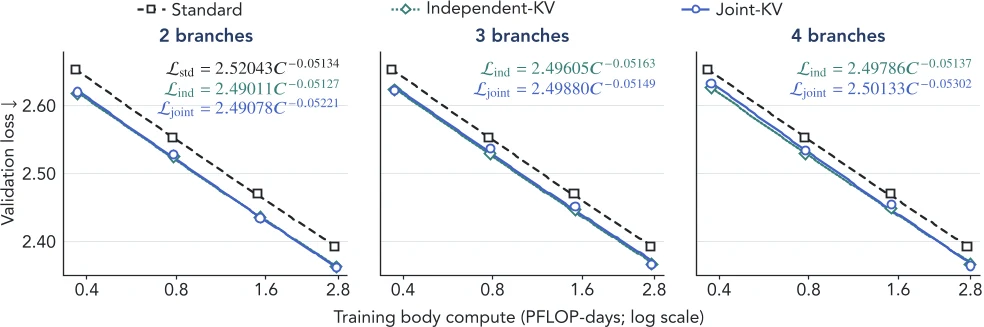 Standard Independent-KV Joint-KV
2 branches 3 branches 4 branches
ℒstd = 2.52043C^−0.05134
ℒind = 2.49011C^−0.05127
ℒjoint = 2.49078C^−0.05221
ℒind = 2.49605C^−0.05163
ℒjoint = 2.49880C^−0.05149
ℒind = 2.49786C^−0.05137
ℒjoint = 2.50133C^−0.05302
Validation loss ↓
2.60
2.50
2.40
0.4 0.8 1.6 2.8 0.4 0.8 1.6 2.8 0.4 0.8 1.6 2.8
Training body compute (PFLOP-days; log scale)